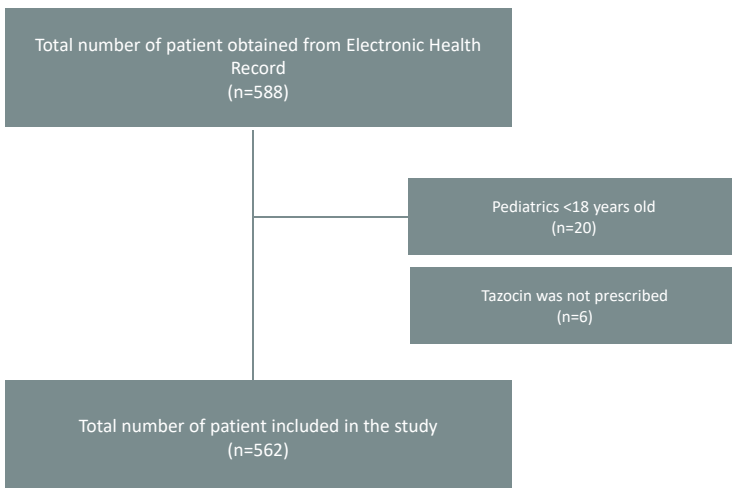 Total number of patient obtained from Electronic Health
Record
(n=588)
Pediatrics <18 years old
(n=20)
Tazocin was not prescribed
(n=6)
Total number of patient included in the study
(n=562)